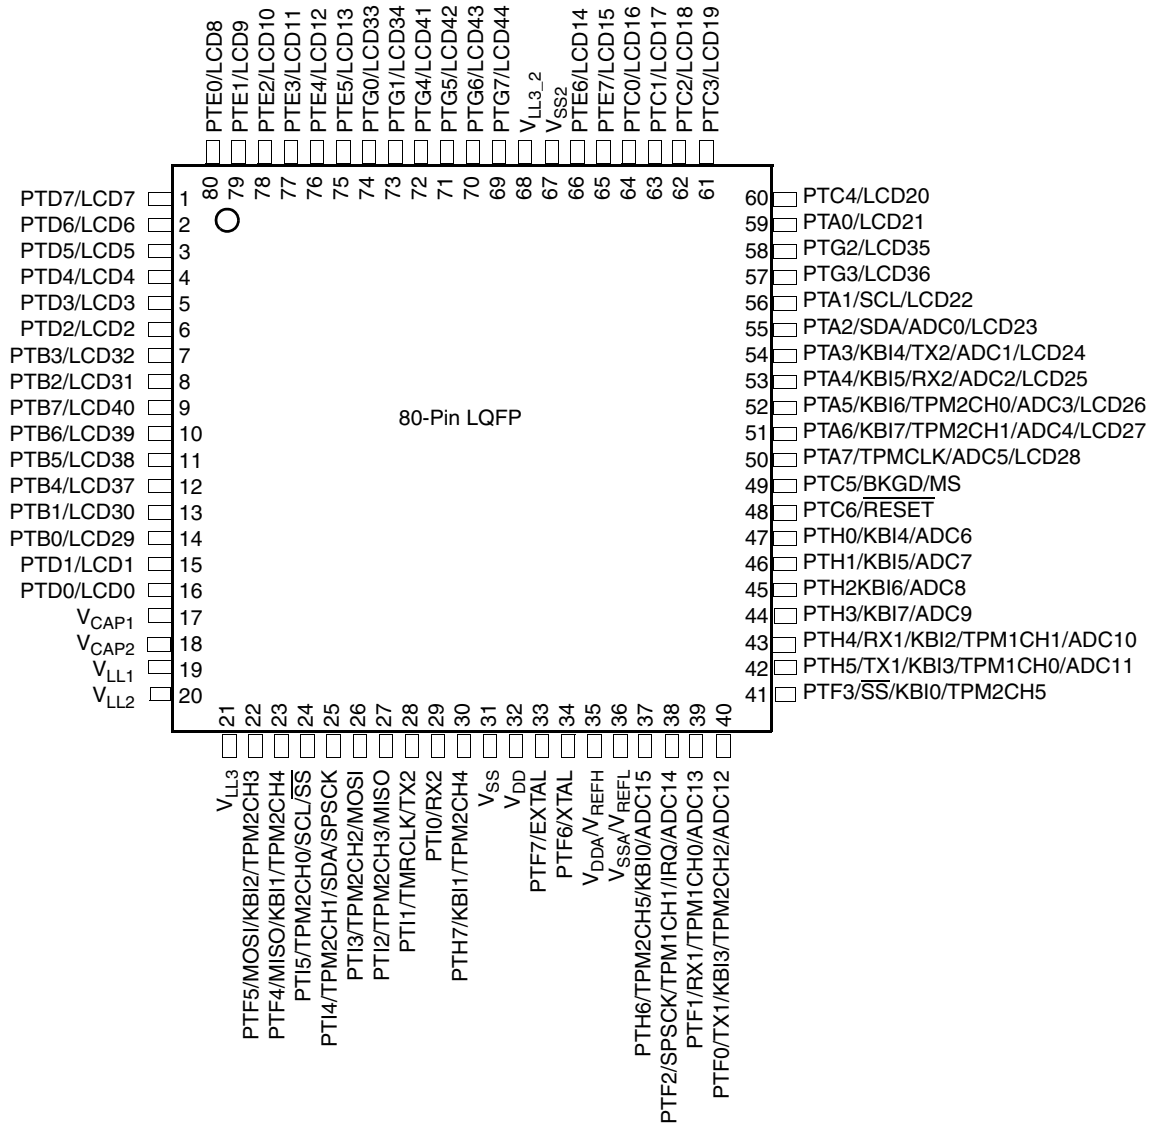 PTE0/LCD8
PTE1/LCD9
PTE2/LCD10
PTE3/LCD11
PTE4/LCD12
PTE5/LCD13
PTG0/LCD33
PTG1/LCD34
PTG4/LCD41
PTG5/LCD42
PTG6/LCD43
PTG7/LCD44
VLL3_2
VSS2
PTE6/LCD14
PTE7/LCD15
PTC0/LCD16
PTC1/LCD17
PTC2/LCD18
PTC3/LCD19
80 79 78 77 76 75 74 73 72 71 70 69 68 67 66 65 64 63 62 61
PTD7/LCD7 1
PTD6/LCD6 2
PTD5/LCD5 3
PTD4/LCD4 4
PTD3/LCD3 5
PTD2/LCD2 6
PTB3/LCD32 7
PTB2/LCD31 8
PTB7/LCD40 9
PTB6/LCD39 10
PTB5/LCD38 11
PTB4/LCD37 12
PTB1/LCD30 13
PTB0/LCD29 14
PTD1/LCD1 15
PTD0/LCD0 16
VCAP1 17
VCAP2 18
VLL1 19
VLL2 20
80-Pin LQFP
60 PTC4/LCD20
59 PTA0/LCD21
58 PTG2/LCD35
57 PTG3/LCD36
56 PTA1/SCL/LCD22
55 PTA2/SDA/ADC0/LCD23
54 PTA3/KBI4/TX2/ADC1/LCD24
53 PTA4/KBI5/RX2/ADC2/LCD25
52 PTA5/KBI6/TPM2CH0/ADC3/LCD26
51 PTA6/KBI7/TPM2CH1/ADC4/LCD27
50 PTA7/TPMCLK/ADC5/LCD28
49 PTC5/BKGD/MS
48 PTC6/RESET
47 PTH0/KBI4/ADC6
46 PTH1/KBI5/ADC7
45 PTH2KBI6/ADC8
44 PTH3/KBI7/ADC9
43 PTH4/RX1/KBI2/TPM1CH1/ADC10
42 PTH5/TX1/KBI3/TPM1CH0/ADC11
41 PTF3/SS/KBI0/TPM2CH5
21 22 23 24 25 26 27 28 29 30 31 32 33 34 35 36 37 38 39 40
VLL3
PTF5/MOSI/KBI2/TPM2CH3
PTF4/MISO/KBI1/TPM2CH4
PTI5/TPM2CH0/SCL/SS
PTI4/TPM2CH1/SDA/SPSCK
PTI3/TPM2CH2/MOSI
PTI2/TPM2CH3/MISO
PTI1/TMRCLK/TX2
PTI0/RX2
PTH7/KBI1/TPM2CH4
VSS
VDD
PTF7/EXTAL
PTF6/XTAL
VDDA/VREFH
VSSA/VREFL
PTH6/TPM2CH5/KBI0/ADC15
PTF2/SPSCK/TPM1CH1/IRQ/ADC14
PTF1/RX1/TPM1CH0/ADC13
PTF0/TX1/KBI3/TPM2CH2/ADC12